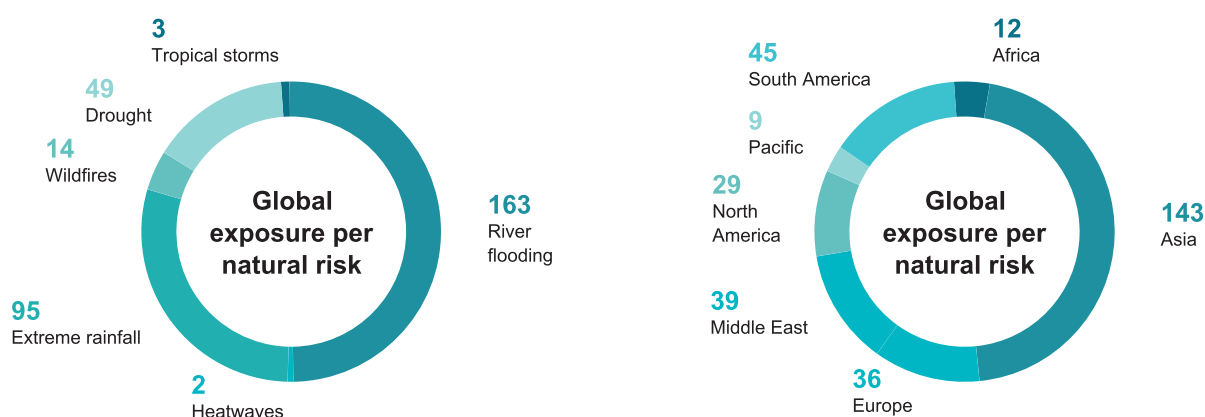 3
Tropical storms
49
Drought
14
Wildfires
Global
exposure per
natural risk
163
River
flooding
95
Extreme rainfall
2
Heatwaves
12
Africa
45
South America
9
Pacific
29
North
America
Global
exposure per
natural risk
143
Asia
39
Middle East
36
Europe